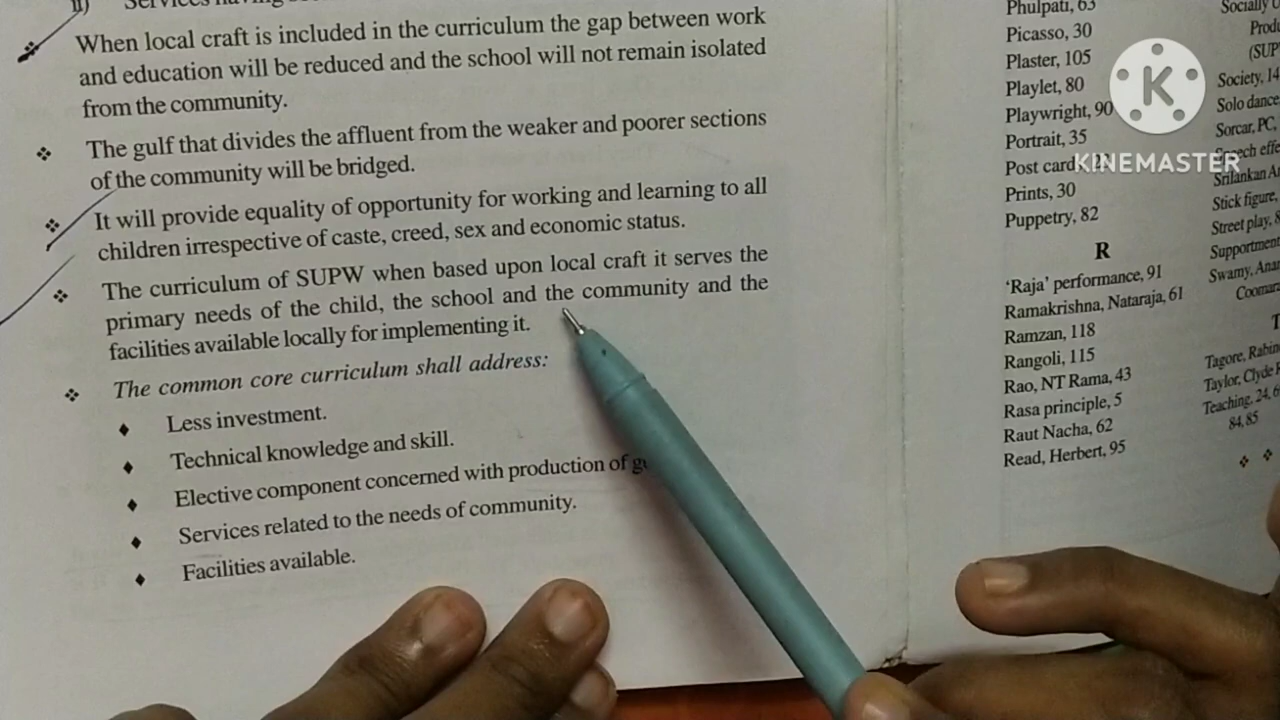 ii) Services
When local craft is included in the curriculum the gap between work
and education will be reduced and the school will not remain isolated
from the community.
The gulf that divides the affluent from the weaker and poorer sections
of the community will be bridged.
It will provide equality of opportunity for working and learning to all
children irrespective of caste, creed, sex and economic status.
The curriculum of SUPW when based upon local craft it serves the
primary needs of the child, the school and the community and the
facilities available locally for implementing it.
The common core curriculum shall address:
Less investment.
Technical knowledge and skill.
Elective component concerned with production of
Services related to the needs of community.
Facilities available.
Phulpati, 63
Picasso, 30
Plaster, 105
Playlet, 80
Playwright, 90
Portrait, 35
Post card
Prints, 30
Puppetry, 82
R
'Raja' performance, 91
Ramakrishna, Nataraja, 61
Ramzan, 118
Rangoli, 115
Rao, NT Rama, 43
Rasa principle, 5
Raut Nacha, 62
Read, Herbert, 95
Socially
(SUP
Society, 14
Solo dance
Sorcar, PC,
Srilankan
Stick figure,
Street play,
Supportment
Swamy,
Tagore,
Taylor, Clyde
Teaching, 24,
84, 85
K
KINEMASTER